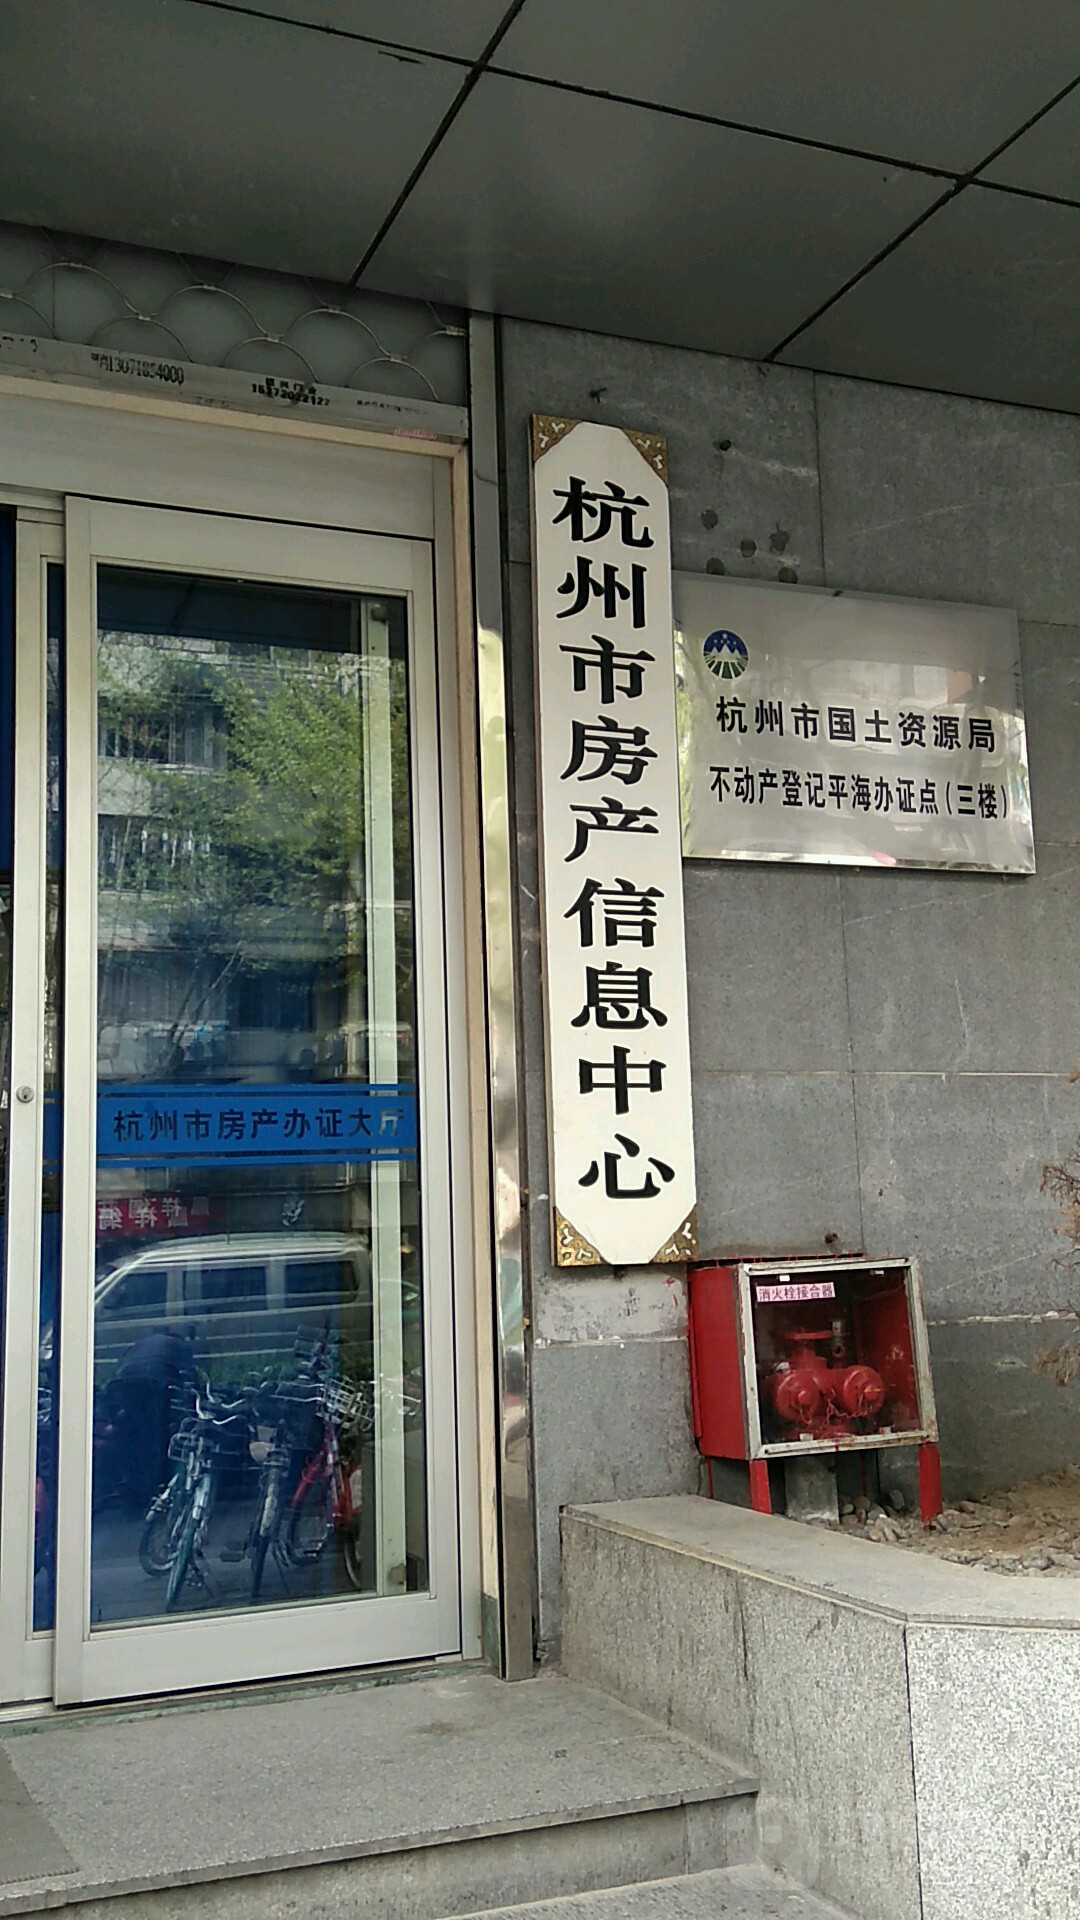 13071854000
15372022127
杭州市房产信息中心
杭州市国土资源局
不动产登记平海办证点(三楼)
杭州市房产办证大厅
消火栓接合器